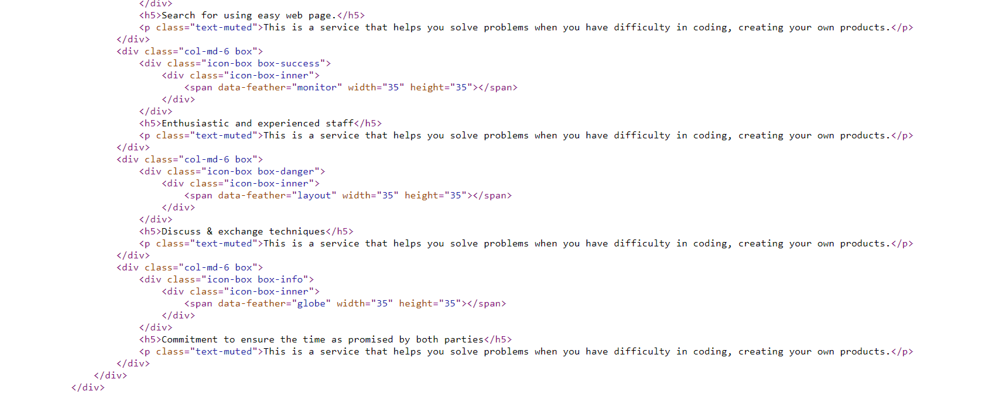 </div>
<h5>Search for using easy web page.</h5>
<p class="text-muted">This is a service that helps you solve problems when you have difficulty in coding, creating your own products.</p>
</div>
<div class="col-md-6 box">
<div class="icon-box box-success">
<div class="icon-box-inner">
<span data-feather="monitor" width="35" height="35"></span>
</div>
</div>
<h5>Enthusiastic and experienced staff</h5>
<p class="text-muted">This is a service that helps you solve problems when you have difficulty in coding, creating your own products.</p>
</div>
<div class="col-md-6 box">
<div class="icon-box box-danger">
<div class="icon-box-inner">
<span data-feather="layout" width="35" height="35"></span>
</div>
</div>
<h5>Discuss & exchange techniques</h5>
<p class="text-muted">This is a service that helps you solve problems when you have difficulty in coding, creating your own products.</p>
</div>
<div class="col-md-6 box">
<div class="icon-box box-info">
<div class="icon-box-inner">
<span data-feather="globe" width="35" height="35"></span>
</div>
</div>
<h5>Commitment to ensure the time as promised by both parties</h5>
<p class="text-muted">This is a service that helps you solve problems when you have difficulty in coding, creating your own products.</p>
</div>
</div>
</div>